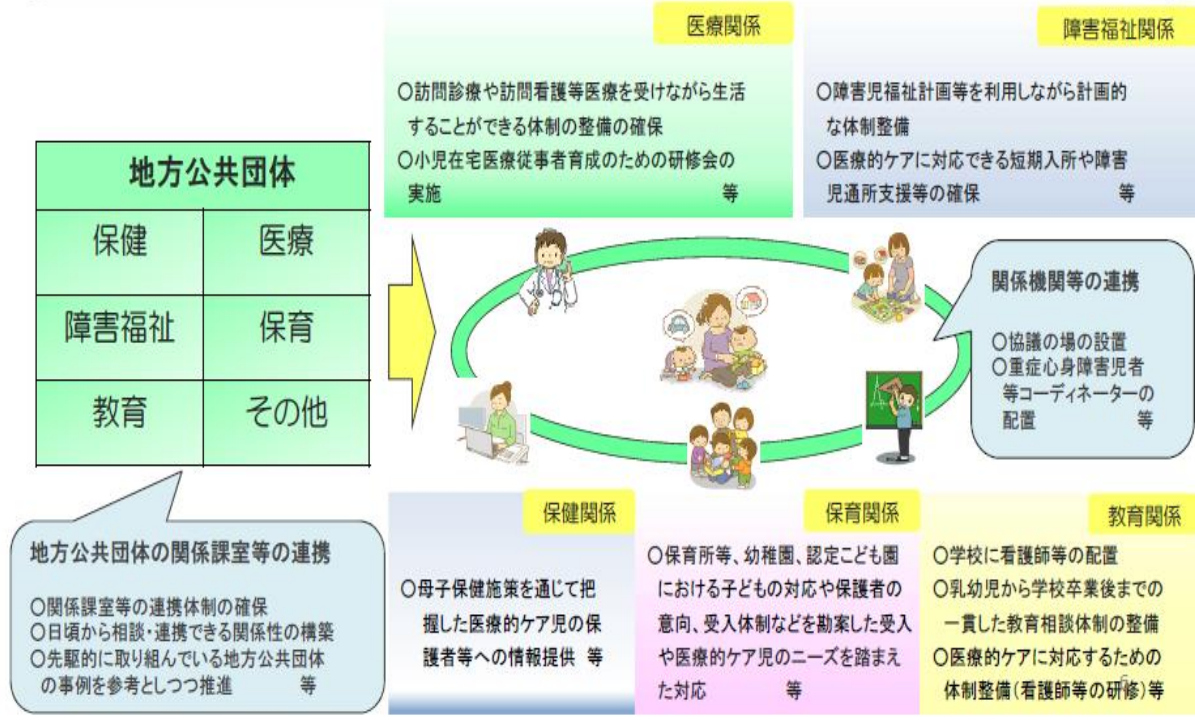 医療関係
○訪問診療や訪問看護等医療を受けながら生活
することができる体制の整備の確保
○小児在宅医療従事者育成のための研修会の
実施 等
障害福祉関係
○障害児福祉計画等を利用しながら計画的
な体制整備
○医療的ケアに対応できる短期入所や障害
児通所支援等の確保 等
地方公共団体
保健 医療
障害福祉 保育
教育 その他
関係機関等の連携
○協議の場の設置
○重症心身障害児者
等コーディネーターの
配置 等
地方公共団体の関係課室等の連携
○関係課室等の連携体制の確保
○日頃から相談・連携できる関係性の構築
○先駆的に取り組んでいる地方公共団体
の事例を参考としつつ推進 等
保健関係
○母子保健施策を通じて把
握した医療的ケア児の保
護者等への情報提供 等
保育関係
○保育所等、幼稚園、認定こども園
における子どもの対応や保護者の
意向、受入体制などを勘案した受入
や医療的ケア児のニーズを踏まえ
た対応 等
教育関係
○学校に看護師等の配置
○乳幼児から学校卒業後までの
一貫した教育相談体制の整備
○医療的ケアに対応するための
体制整備(看護師等の研修)等
6